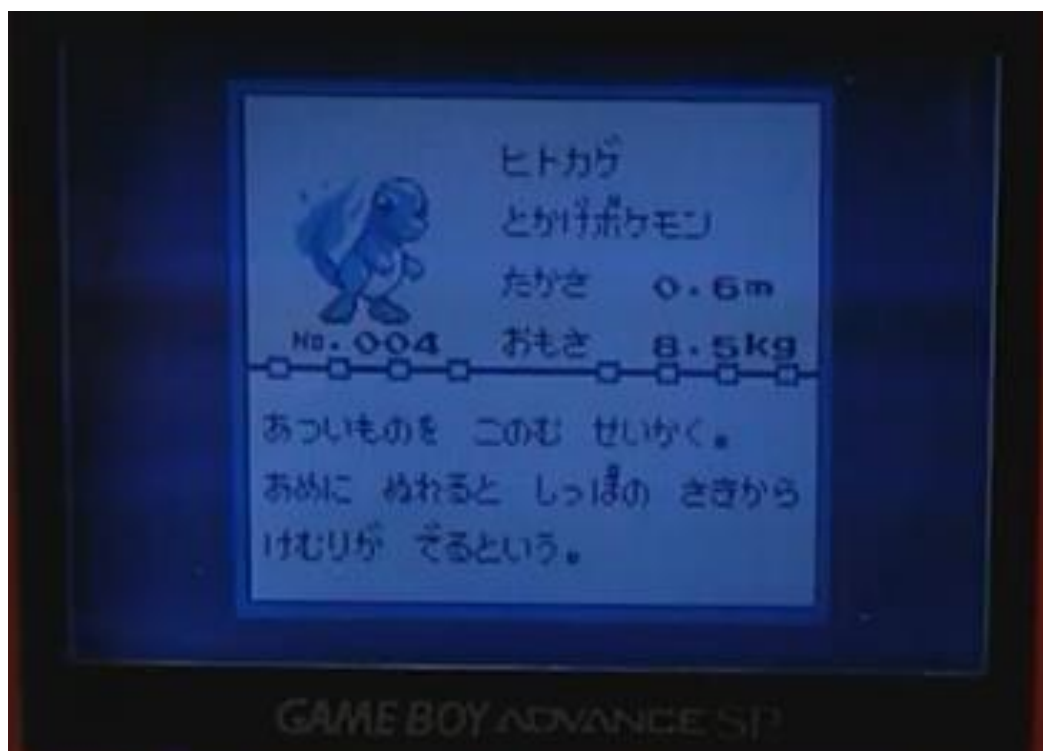 ヒトカゲ
とかげポケモン
たかさ 0.6m
おもさ 8.5kg
No.004
あついものを このむ せいかく。
おめに ぬれると しっぽの さきから
けむりが でるという。
GAME BOY ADVANCE SP